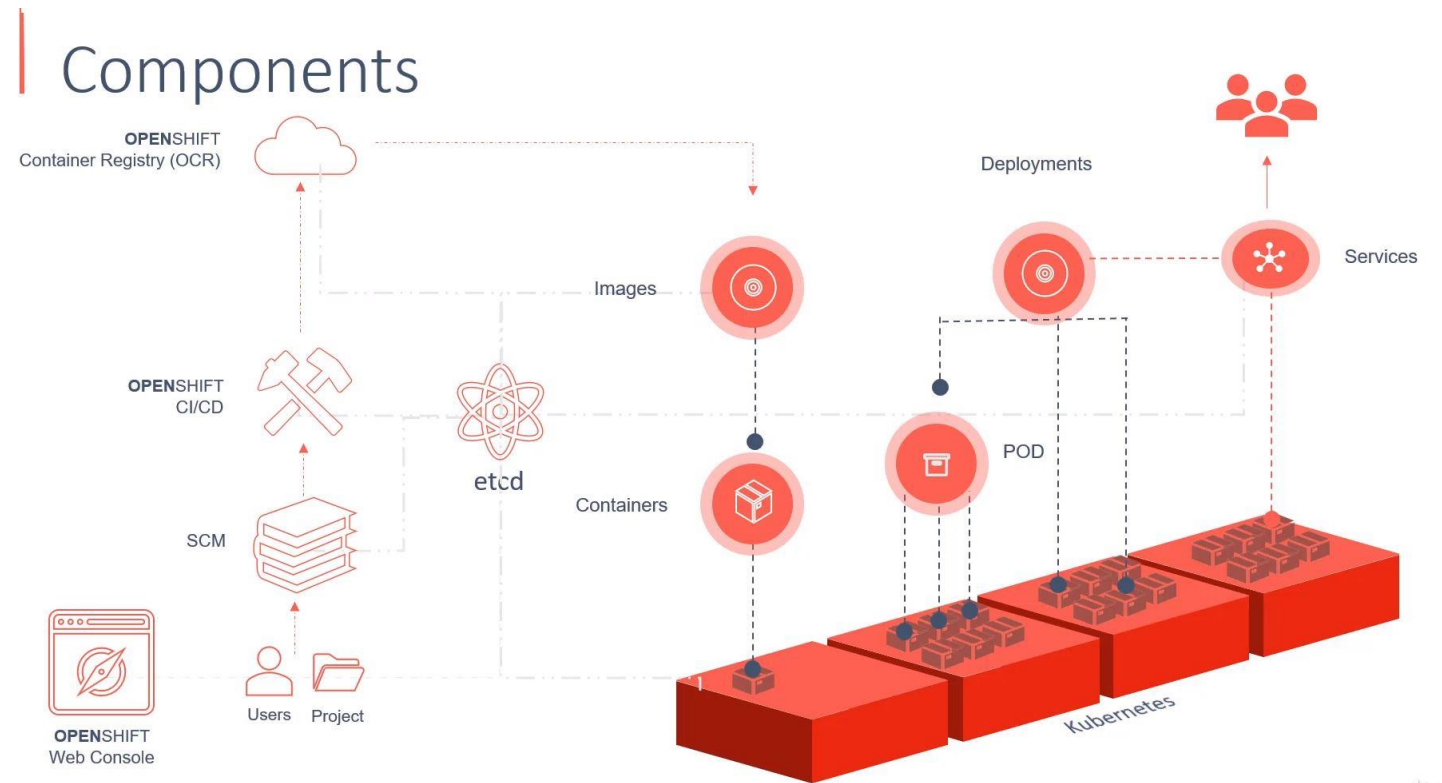 Components
OPENSHIFT
Container Registry (OCR)
Deployments
Images
Services
OPENSHIFT
CI/CD
etcd
POD
Containers
SCM
Users
Project
OPENSHIFT
Web Console
Kubernetes